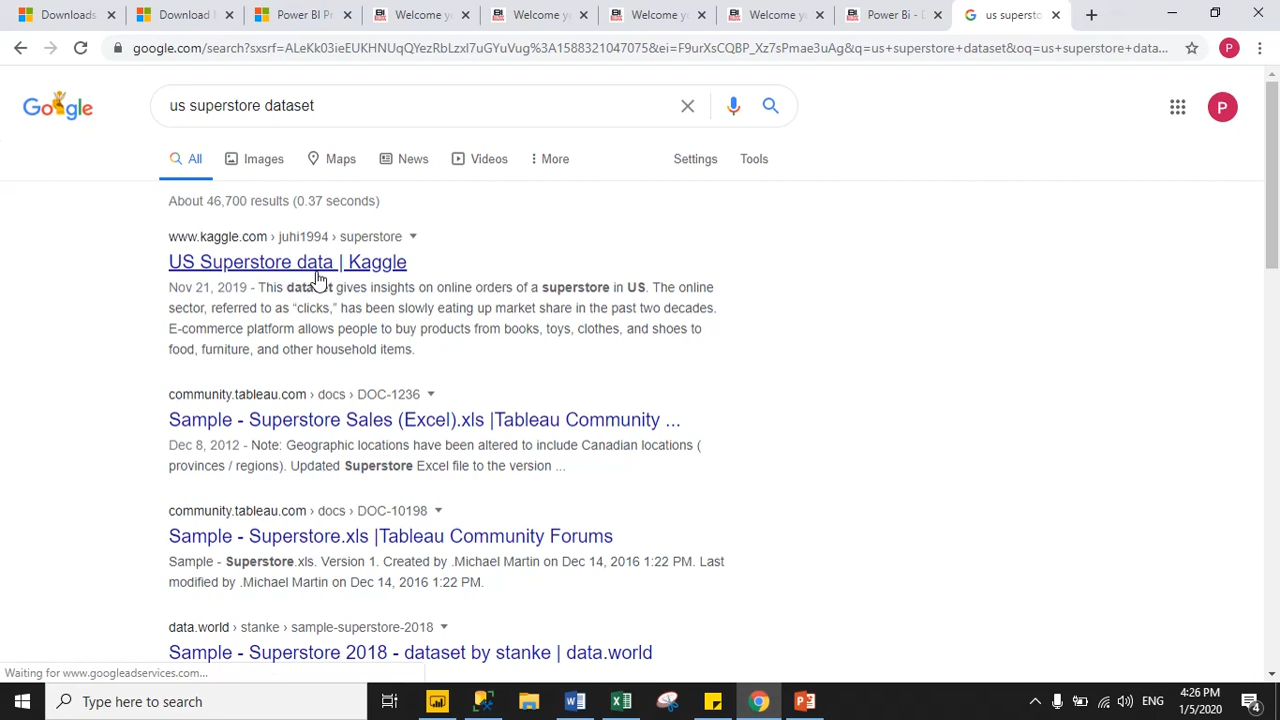 Downloads
Download f
Power BI Pr
Welcome y
Welcome ye
Welcome yo
Welcome yo
Power Bi - D
us supersto
google.com/search?sxsrf=ALeKk03ieEUKHNUqQYezRbLzxl7uGYuVug%3A1588321047075&ei=F9urXsCQBP_Xz7sPmae3uAg&q=us+superstore+dataset&oq=us+superstore+data...
P
Google
us superstore dataset
P
All Images Maps News Videos More Settings Tools
About 46,700 results (0.37 seconds)
www.kaggle.com › juhi1994 › superstore
US Superstore data | Kaggle
Nov 21, 2019 - This dataset gives insights on online orders of a superstore in US. The online
sector, referred to as “clicks,” has been slowly eating up market share in the past two decades.
E-commerce platform allows people to buy products from books, toys, clothes, and shoes to
food, furniture, and other household items.
community.tableau.com › docs › DOC-1236
Sample - Superstore Sales (Excel).xls |Tableau Community ...
Dec 8, 2012 - Note: Geographic locations have been altered to include Canadian locations (
provinces / regions). Updated Superstore Excel file to the version ...
community.tableau.com › docs › DOC-10198
Sample - Superstore.xls |Tableau Community Forums
Sample - Superstore.xls. Version 1. Created by .Michael Martin on Dec 14, 2016 1:22 PM. Last
modified by .Michael Martin on Dec 14, 2016 1:22 PM.
data.world › stanke › sample-superstore-2018
Sample - Superstore 2018 - dataset by stanke | data.world
Waiting for www.googleadservices.com...
Type here to search
ENG
4:26 PM
1/5/2020
4